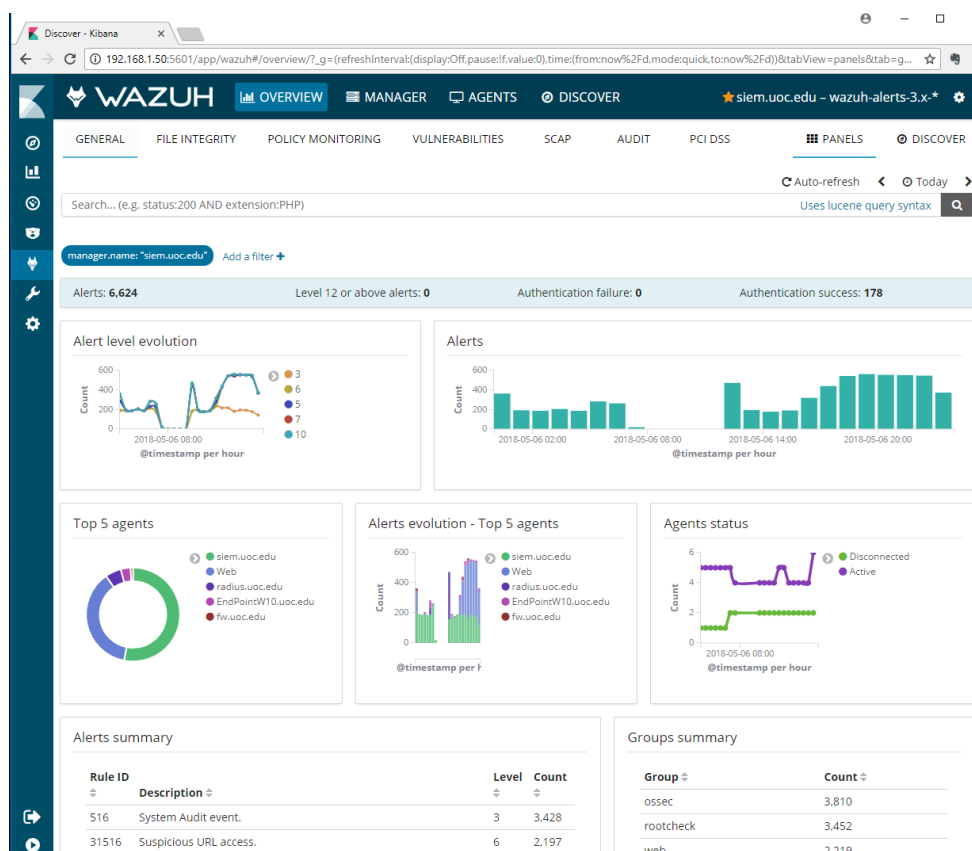 Discover - Kibana
192.168.1.50:5601/app/wazuh#/overview/?_g=(refreshInterval:(display:Off,pause:!f,value:0),time:(from:now%2Fd,mode:quick,to:now%2Fd))&tabView=panels&tab=g...
WAZUH OVERVIEW MANAGER AGENTS DISCOVER siem.uoc.edu – wazuh-alerts-3.x-*
GENERAL FILE INTEGRITY POLICY MONITORING VULNERABILITIES SCAP AUDIT PCI DSS PANELS DISCOVER
Auto-refresh Today
Search... (e.g. status:200 AND extension:PHP) Uses lucene query syntax
manager.name: "siem.uoc.edu" Add a filter
Alerts: 6,624 Level 12 or above alerts: 0 Authentication failure: 0 Authentication success: 178
Alert level evolution
600
400
200
0
Count
2018-05-06 08:00
@timestamp per hour
3
6
5
7
10
Alerts
600
400
200
0
Count
2018-05-06 02:00 2018-05-06 08:00 2018-05-06 14:00 2018-05-06 20:00
@timestamp per hour
Top 5 agents
siem.uoc.edu
Web
radius.uoc.edu
EndPointW10.uoc.edu
fw.uoc.edu
Alerts evolution - Top 5 agents
600
400
200
0
Count
@timestamp per h
siem.uoc.edu
Web
radius.uoc.edu
EndPointW10.uoc.edu
fw.uoc.edu
Agents status
6
4
2
0
Count
2018-05-06 08:00
@timestamp per hour
Disconnected
Active
Alerts summary
Rule ID Description Level Count
516 System Audit event. 3 3,428
31516 Suspicious URL access. 6 2,197
Groups summary
Group Count
ossec 3,810
rootcheck 3,452
web 2,219